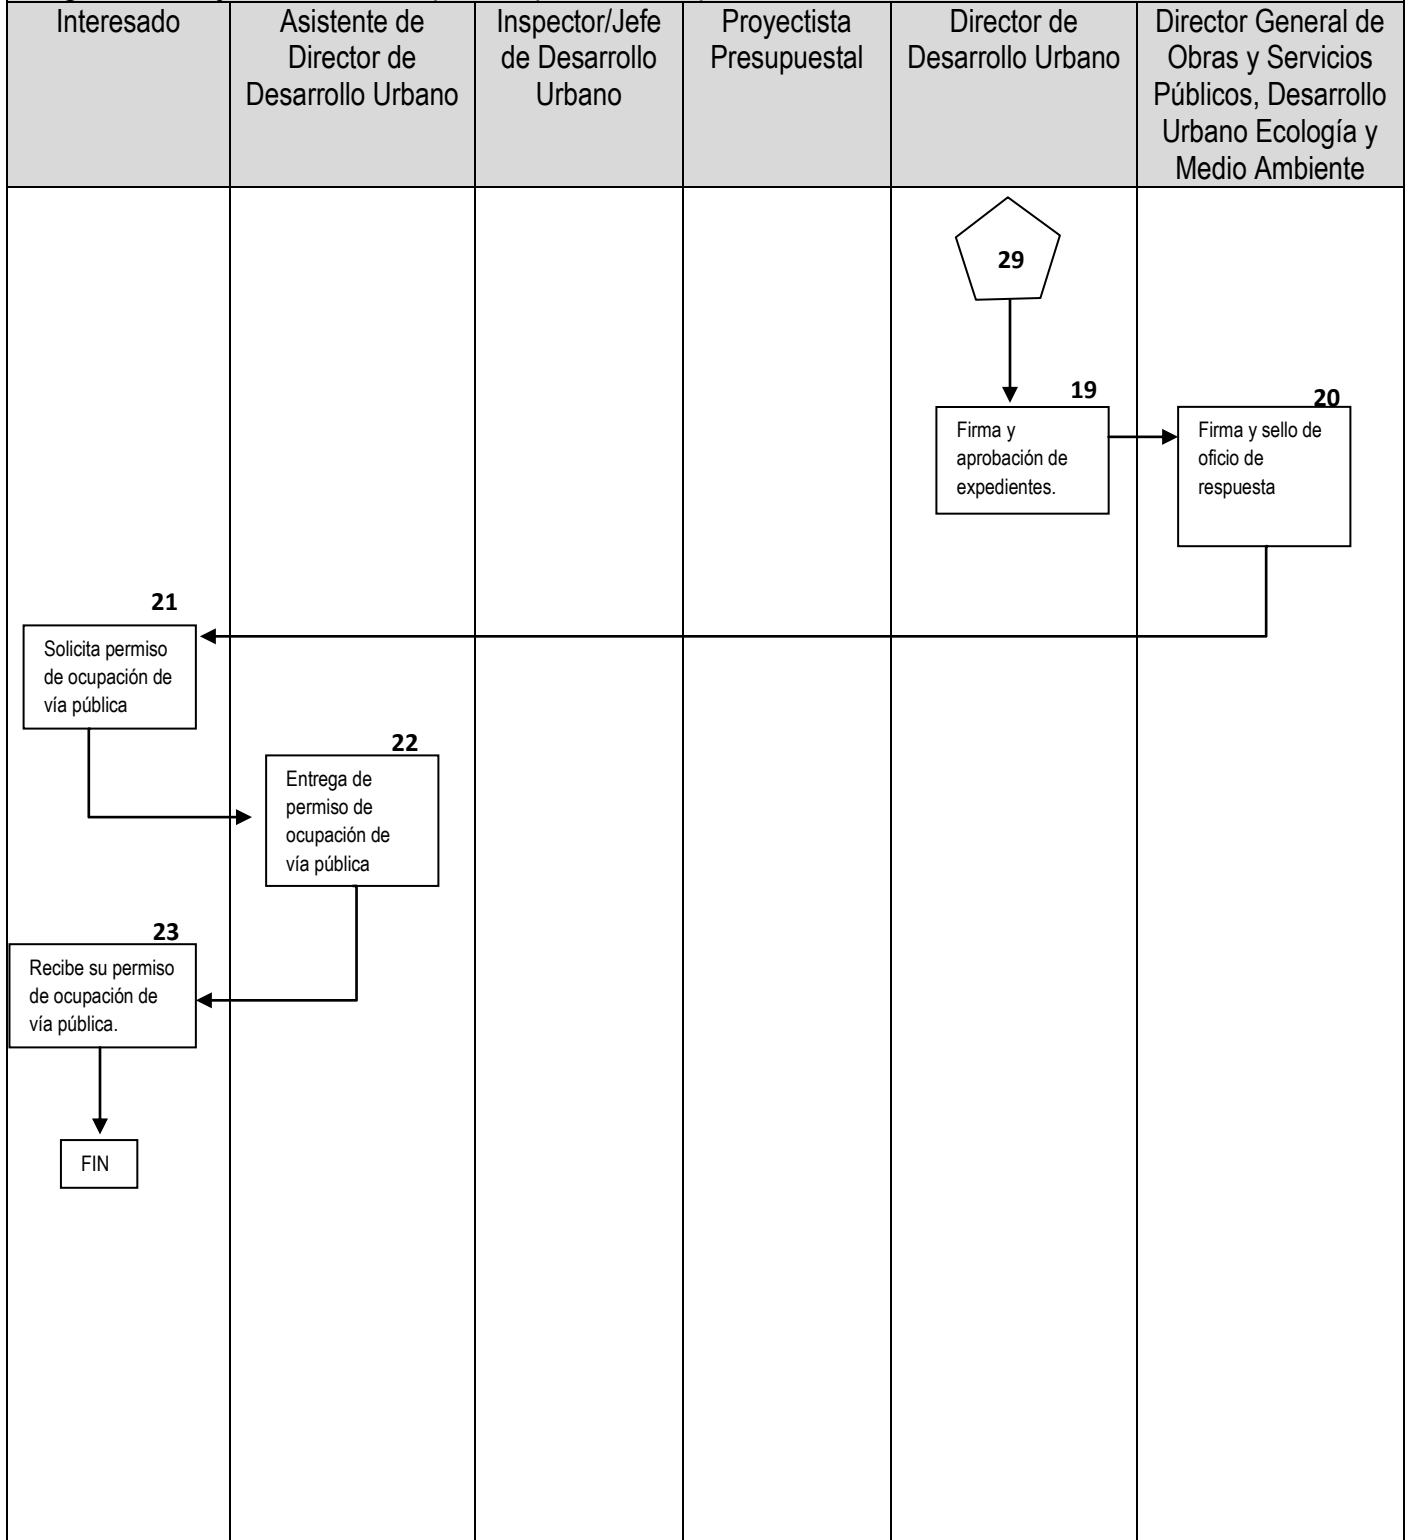 Interesado
Asistente de
Director de
Desarrollo Urbano
Inspector/Jefe
de Desarrollo
Urbano
Proyectista
Presupuestal
Director de
Desarrollo Urbano
Director General de
Obras y Servicios
Públicos, Desarrollo
Urbano Ecología y
Medio Ambiente
29
19
Firma y
aprobación de
expedientes.
20
Firma y sello de
oficio de
respuesta
21
Solicita permiso
de ocupación de
vía pública
22
Entrega de
permiso de
ocupación de
vía pública
23
Recibe su permiso
de ocupación de
vía pública.
FIN